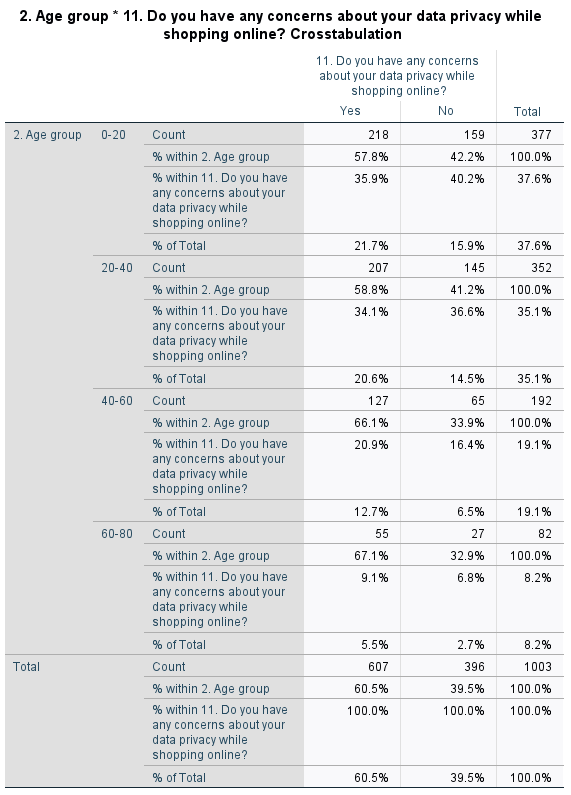 2. Age group * 11. Do you have any concerns about your data privacy while
shopping online? Crosstabulation
11. Do you have any concerns
about your data privacy while
shopping online?
Yes No Total
2. Age group 0-20 Count 218 159 377
% within 2. Age group 57.8% 42.2% 100.0%
% within 11. Do you have 35.9% 40.2% 37.6%
any concerns about your
data privacy while
shopping online?
% of Total 21.7% 15.9% 37.6%
20-40 Count 207 145 352
% within 2. Age group 58.8% 41.2% 100.0%
% within 11. Do you have 34.1% 36.6% 35.1%
any concerns about your
data privacy while
shopping online?
% of Total 20.6% 14.5% 35.1%
40-60 Count 127 65 192
% within 2. Age group 66.1% 33.9% 100.0%
% within 11. Do you have 20.9% 16.4% 19.1%
any concerns about your
data privacy while
shopping online?
% of Total 12.7% 6.5% 19.1%
60-80 Count 55 27 82
% within 2. Age group 67.1% 32.9% 100.0%
% within 11. Do you have 9.1% 6.8% 8.2%
any concerns about your
data privacy while
shopping online?
% of Total 5.5% 2.7% 8.2%
Total Count 607 396 1003
% within 2. Age group 60.5% 39.5% 100.0%
% within 11. Do you have 100.0% 100.0% 100.0%
any concerns about your
data privacy while
shopping online?
% of Total 60.5% 39.5% 100.0%